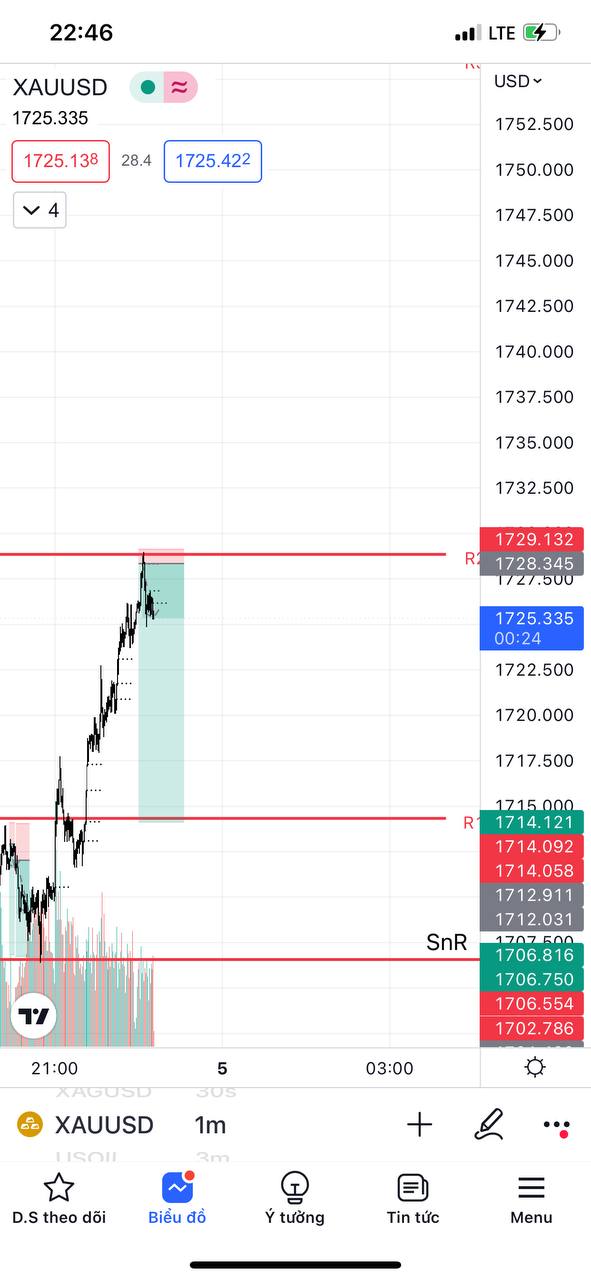 22:46
LTE
XAUUSD
USD
1725.335
1725.138 28.4 1725.422
4
1752.500
1750.000
1747.500
1745.000
1742.500
1740.000
1737.500
1735.000
1732.500
1729.132
R2 1728.345
1727.500
1725.335
00:24
1722.500
1720.000
1717.500
1715.000
R1 1714.121
1714.092
1714.058
1712.911
1712.031
1707.500
SnR
1706.816
1706.750
1706.554
1702.786
21:00 5 03:00
XAGUSD 30s
XAUUSD 1m
USOIL 3m
D.S theo dõi Biểu đồ Ý tưởng Tin tức Menu